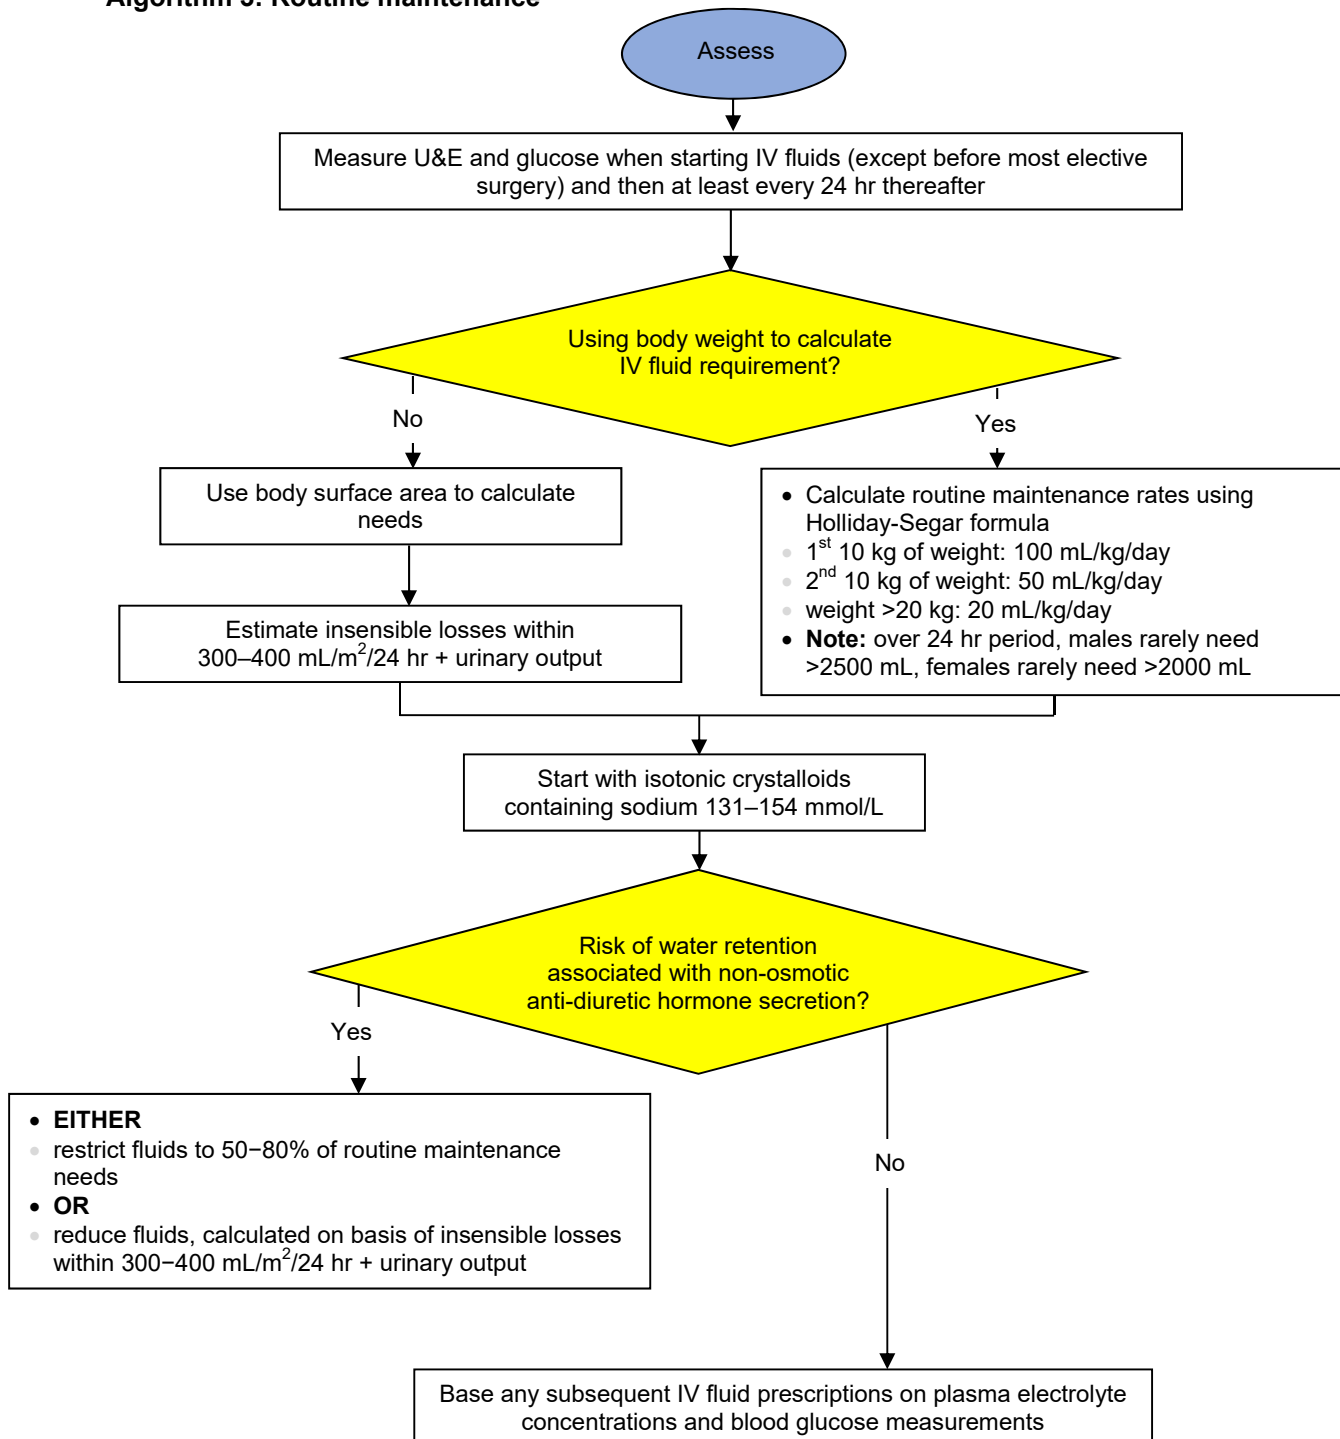 Algorithm 3: Routine maintenance
Assess
Measure U&E and glucose when starting IV fluids (except before most elective
surgery) and then at least every 24 hr thereafter
Using body weight to calculate
IV fluid requirement?
No
Yes
Use body surface area to calculate
needs
Estimate insensible losses within
300–400 mL/m²/24 hr + urinary output
• Calculate routine maintenance rates using
Holliday-Segar formula
• 1st 10 kg of weight: 100 mL/kg/day
• 2nd 10 kg of weight: 50 mL/kg/day
• weight >20 kg: 20 mL/kg/day
• Note: over 24 hr period, males rarely need
>2500 mL, females rarely need >2000 mL
Start with isotonic crystalloids
containing sodium 131–154 mmol/L
Risk of water retention
associated with non-osmotic
anti-diuretic hormone secretion?
Yes
No
• EITHER
• restrict fluids to 50−80% of routine maintenance
needs
• OR
• reduce fluids, calculated on basis of insensible losses
within 300−400 mL/m²/24 hr + urinary output
Base any subsequent IV fluid prescriptions on plasma electrolyte
concentrations and blood glucose measurements